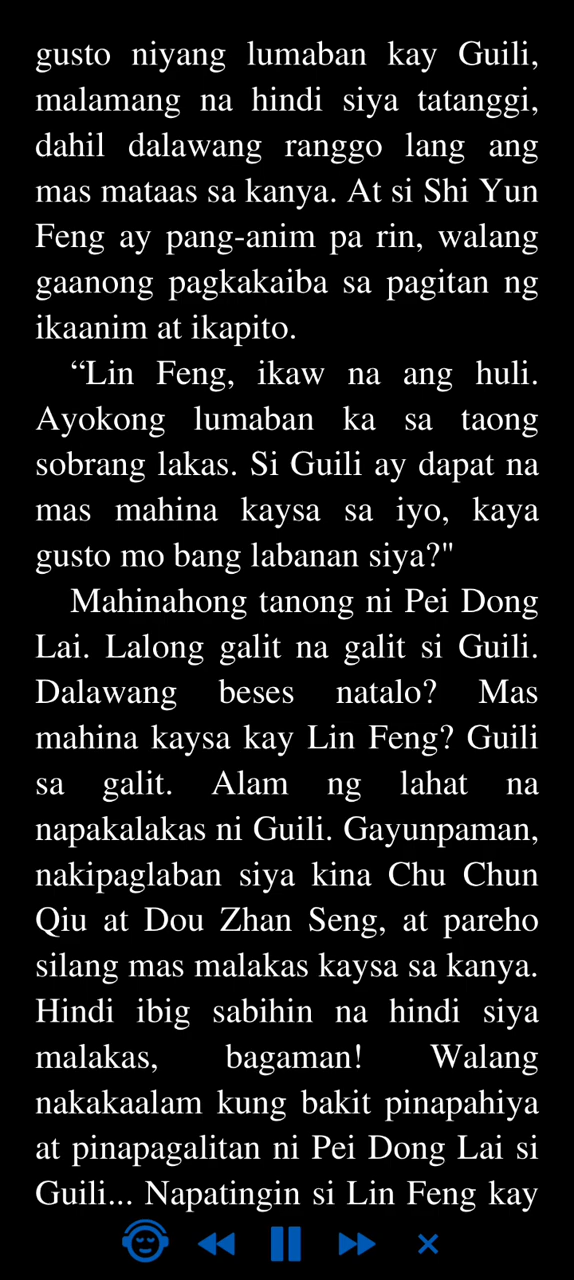 gusto niyang lumaban kay Guili,
malamang na hindi siya tatanggi,
dahil dalawang ranggo lang ang
mas mataas sa kanya. At si Shi Yun
Feng ay pang-anim pa rin, walang
gaanong pagkakaiba sa pagitan ng
ikaanim at ikapito.
“Lin Feng, ikaw na ang huli.
Ayokong lumaban ka sa taong
sobrang lakas. Si Guili ay dapat na
mas mahina kaysa sa iyo, kaya
gusto mo bang labanan siya?"
Mahinahong tanong ni Pei Dong
Lai. Lalong galit na galit si Guili.
Dalawang beses natalo? Mas
mahina kaysa kay Lin Feng? Guili
sa galit. Alam ng lahat na
napakalakas ni Guili. Gayunpaman,
nakipaglaban siya kina Chu Chun
Qiu at Dou Zhan Seng, at pareho
silang mas malakas kaysa sa kanya.
Hindi ibig sabihin na hindi siya
malakas, bagaman! Walang
nakakaalam kung bakit pinapahiya
at pinapagalitan ni Pei Dong Lai si
Guili... Napatingin si Lin Feng kay